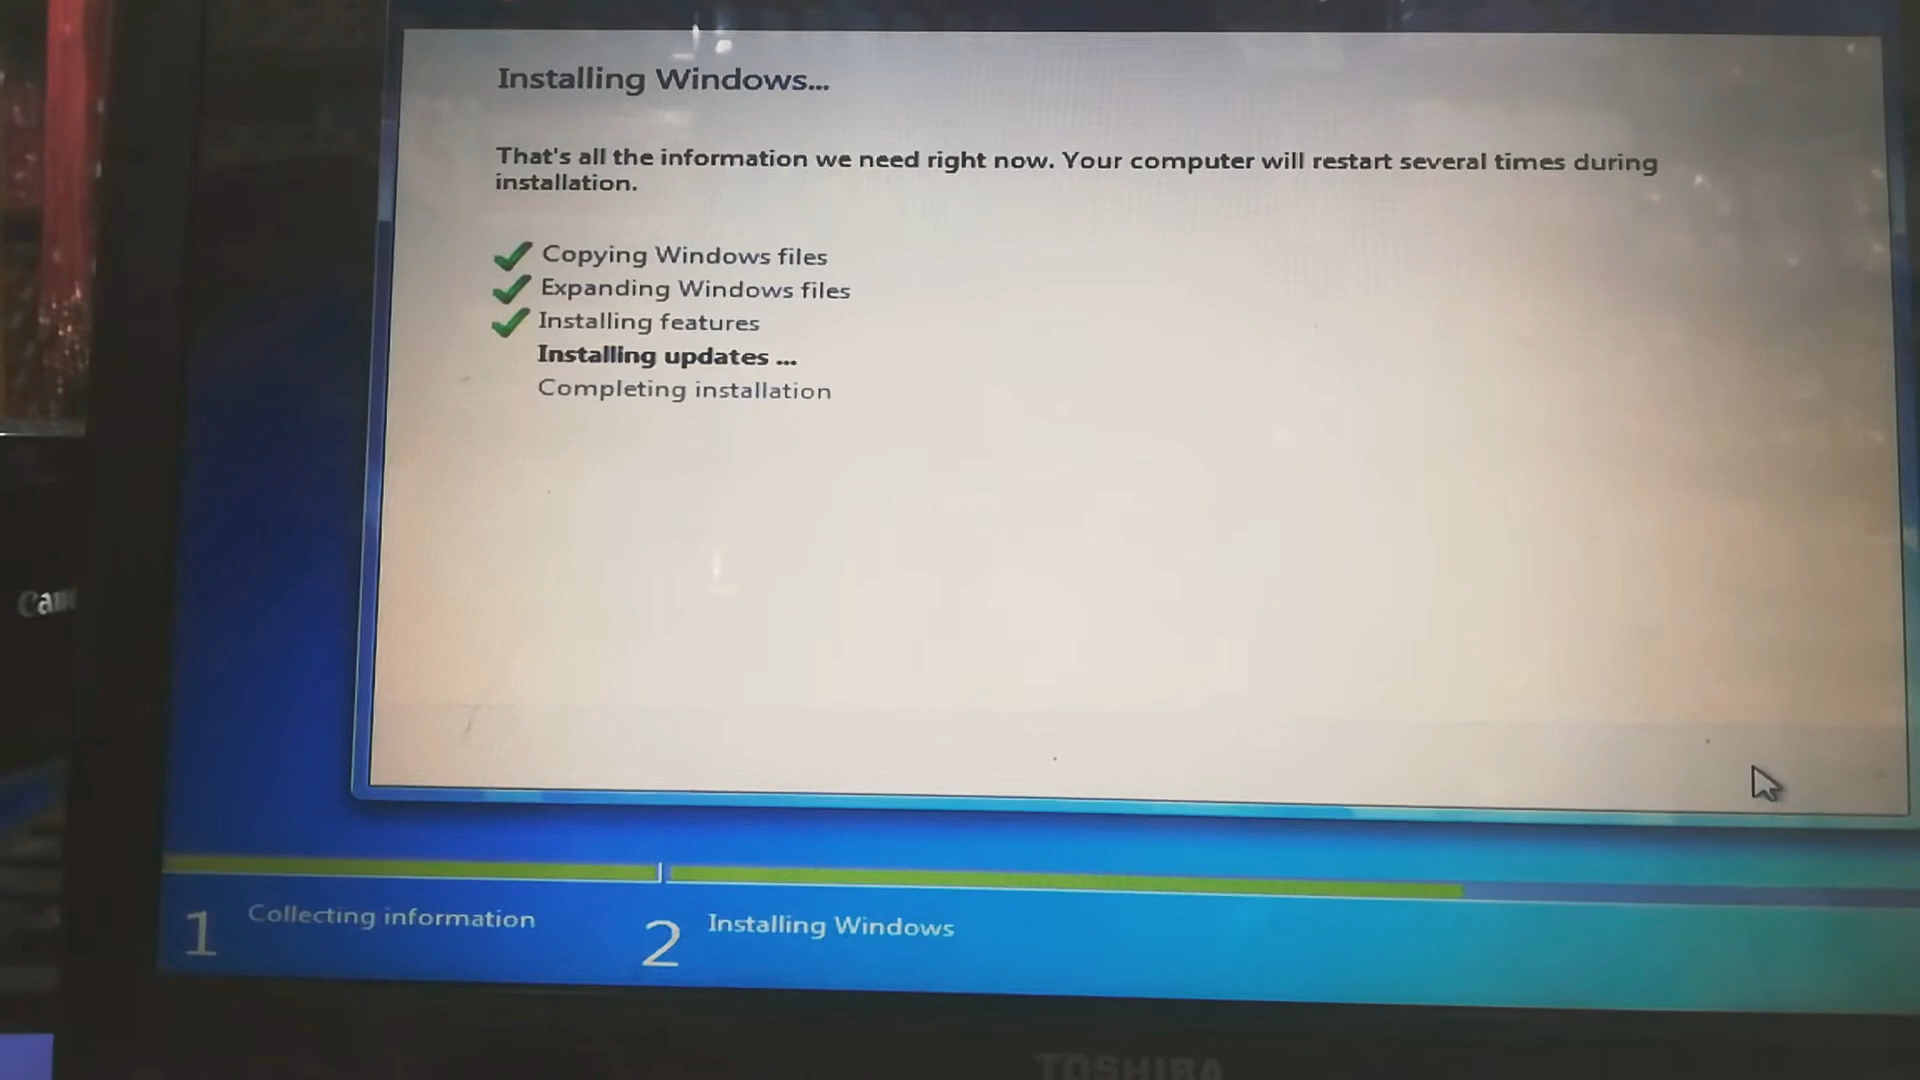 Installing Windows...
That's all the information we need right now. Your computer will restart several times during
installation.
Copying Windows files
Expanding Windows files
Installing features
Installing updates ...
Completing installation
1 Collecting information
2 Installing Windows
TOSHIBA